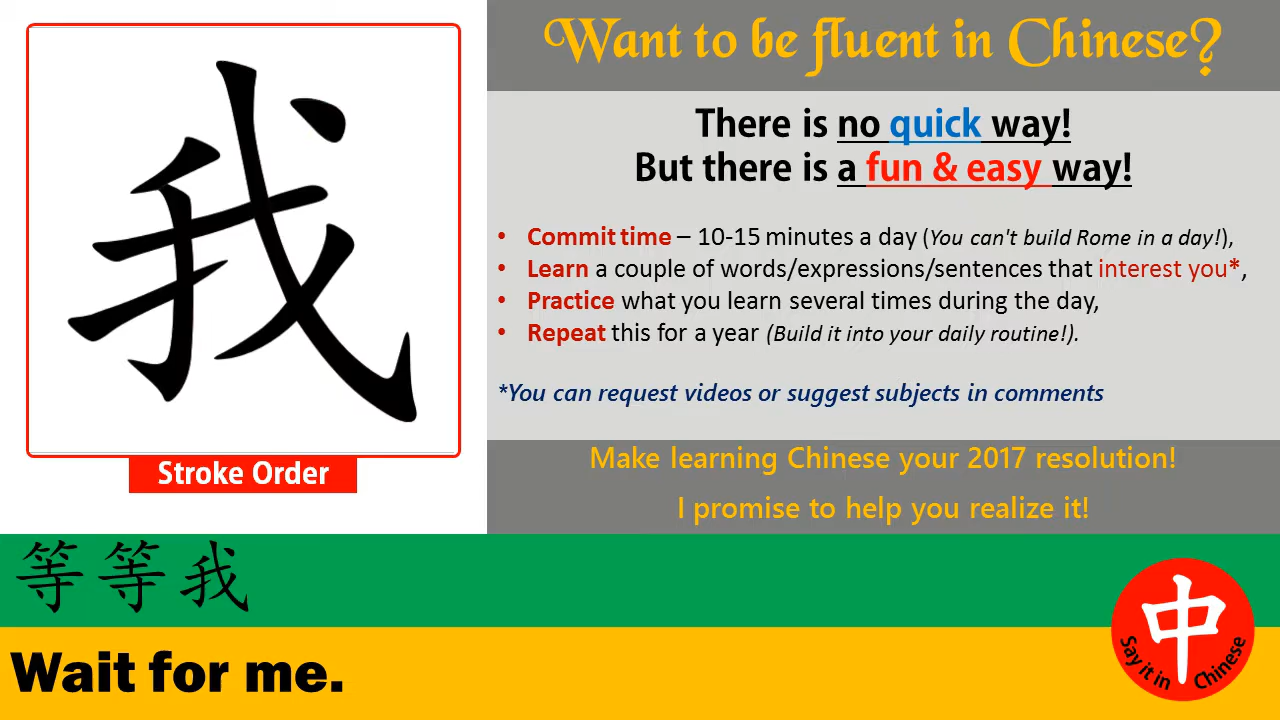 我
Stroke Order
Want to be fluent in Chinese?
There is no quick way!
But there is a fun & easy way!
• Commit time – 10-15 minutes a day (You can't build Rome in a day!),
• Learn a couple of words/expressions/sentences that interest you*,
• Practice what you learn several times during the day,
• Repeat this for a year (Build it into your daily routine!).
*You can request videos or suggest subjects in comments
Make learning Chinese your 2017 resolution!
I promise to help you realize it!
等等我
Wait for me.
中
Say it in Chinese